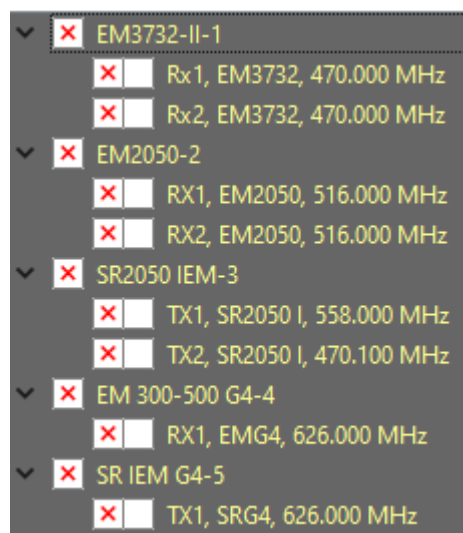 EM3732-II-1
Rx1, EM3732, 470.000 MHz
Rx2, EM3732, 470.000 MHz
EM2050-2
RX1, EM2050, 516.000 MHz
RX2, EM2050, 516.000 MHz
SR2050 IEM-3
TX1, SR2050 I, 558.000 MHz
TX2, SR2050 I, 470.100 MHz
EM 300-500 G4-4
RX1, EMG4, 626.000 MHz
SR IEM G4-5
TX1, SRG4, 626.000 MHz